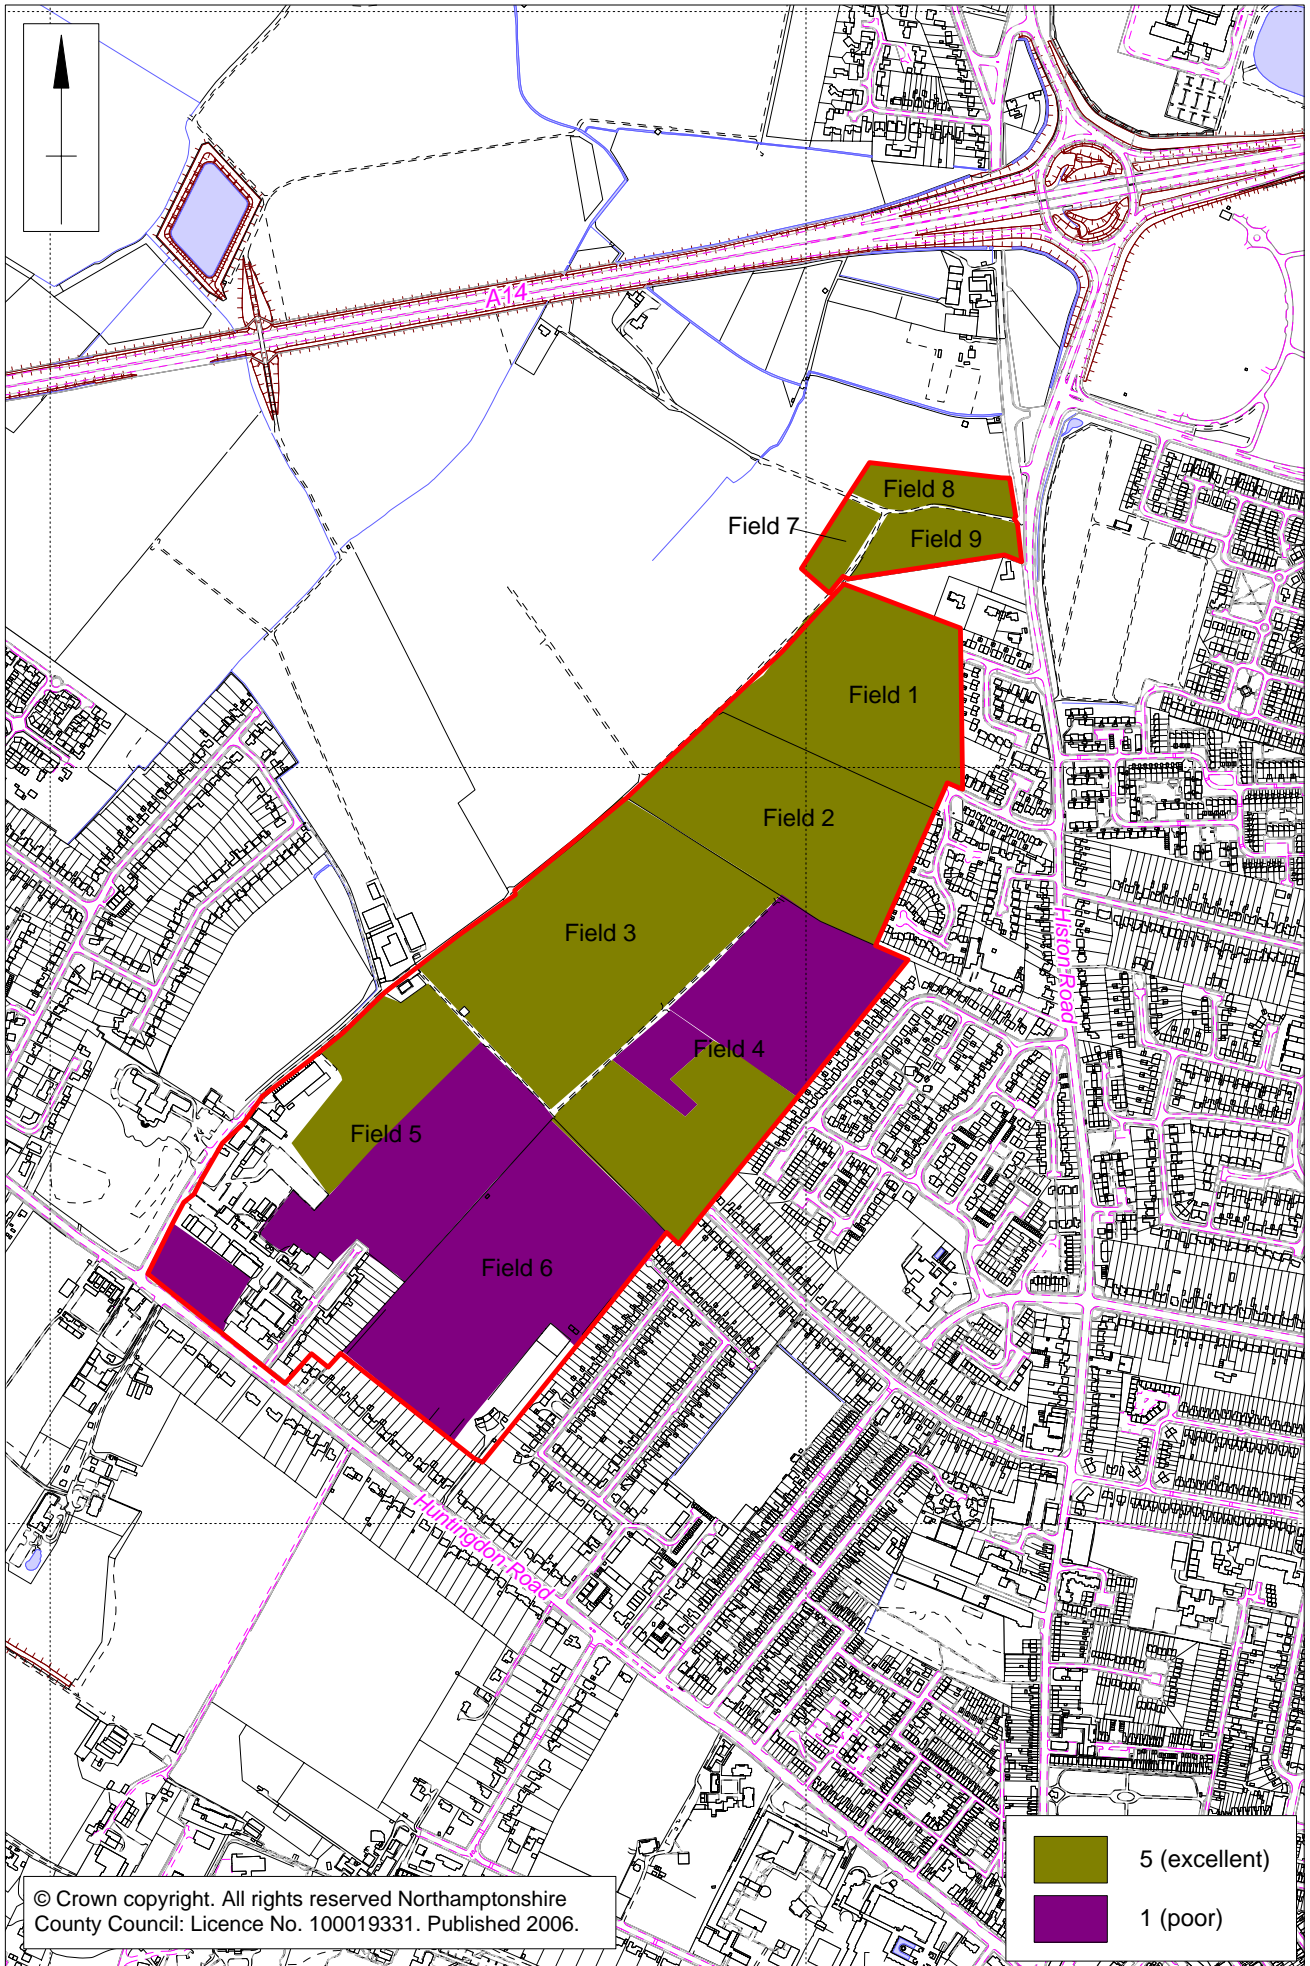 A14
Field 8
Field 7
Field 9
Field 1
Field 2
Field 3
Histon Road
Field 4
Field 5
Field 6
Huntingdon Road
5 (excellent)
1 (poor)
© Crown copyright. All rights reserved Northamptonshire
County Council: Licence No. 100019331. Published 2006.